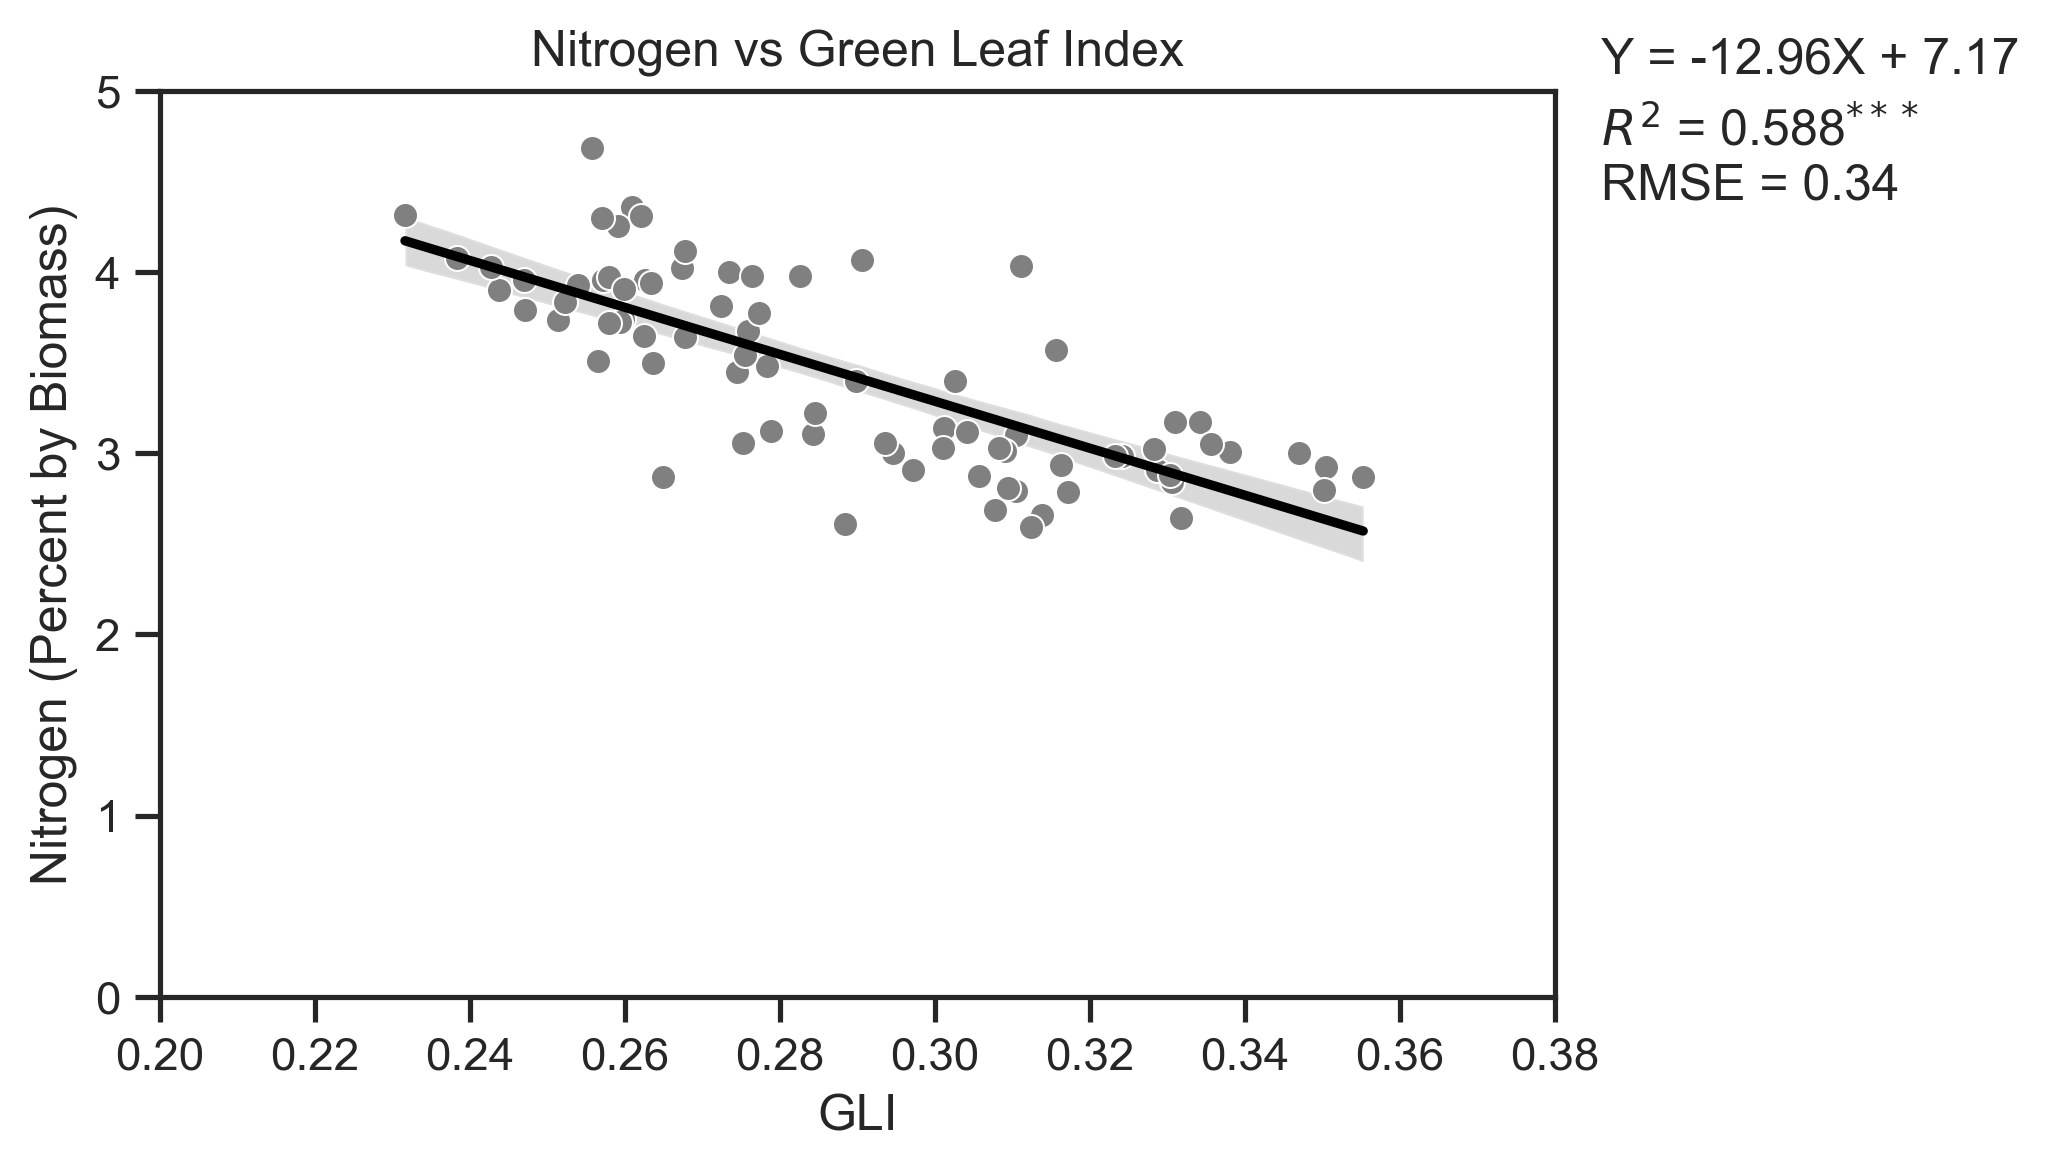 Nitrogen vs Green Leaf Index
Y = -12.96X + 7.17
R² = 0.588***
RMSE = 0.34
Nitrogen (Percent by Biomass)
5
4
3
2
1
0
0.20 0.22 0.24 0.26 0.28 0.30 0.32 0.34 0.36 0.38
GLI